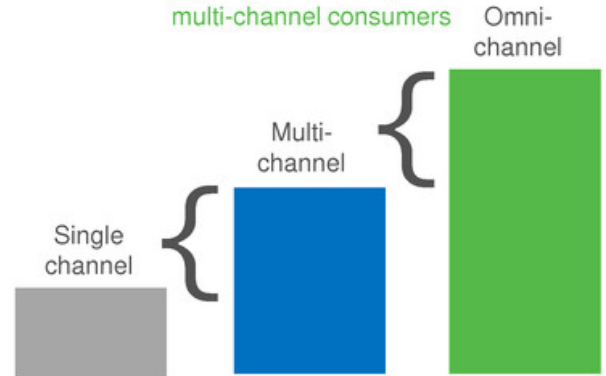 multi-channel consumers
Omni-
channel
Multi-
channel
Single
channel